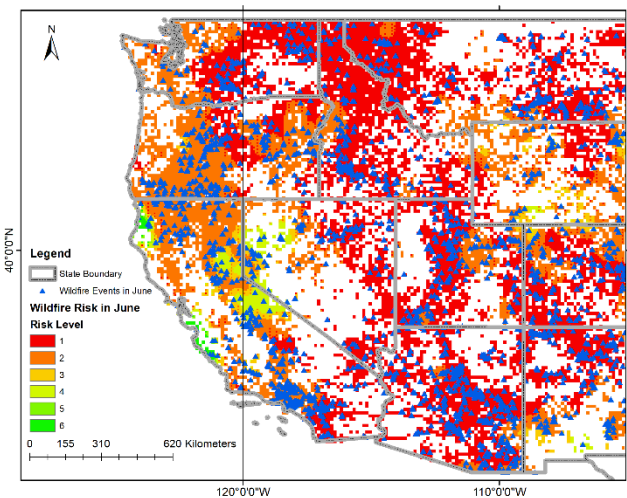 N
40°0'0"N
Legend
State Boundary
Wildfire Events in June
Wildfire Risk in June
Risk Level
1
2
3
4
5
6
0 155 310 620 Kilometers
120°0'0"W 110°0'0"W